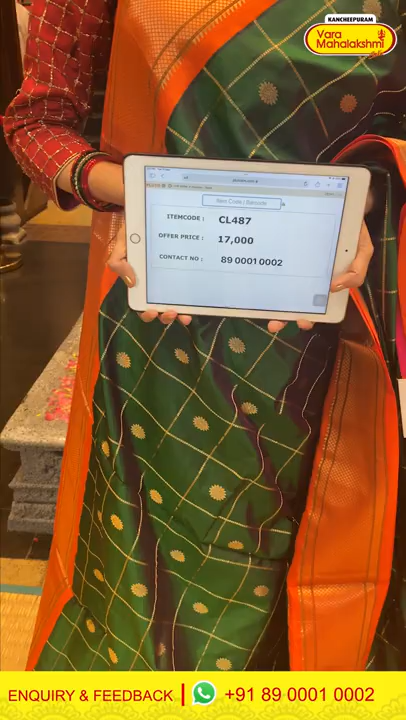 KANCHEEPURAM
Vara
Mahalakshmi
Item Code / Barcode
ITEMCODE : CL487
OFFER PRICE : 17,000
CONTACT NO : 89 0001 0002
ENQUIRY & FEEDBACK | +91 89 0001 0002